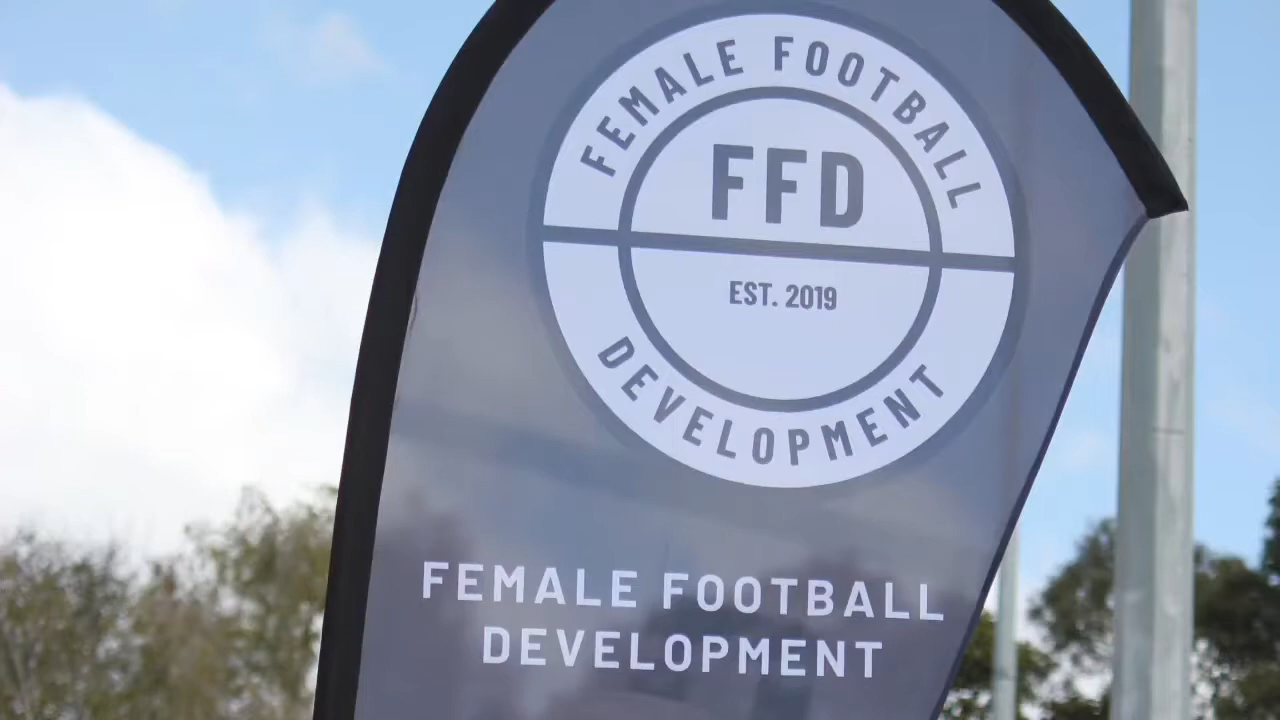 FEMALE FOOTBALL
FFD
EST. 2019
DEVELOPMENT
FEMALE FOOTBALL
DEVELOPMENT